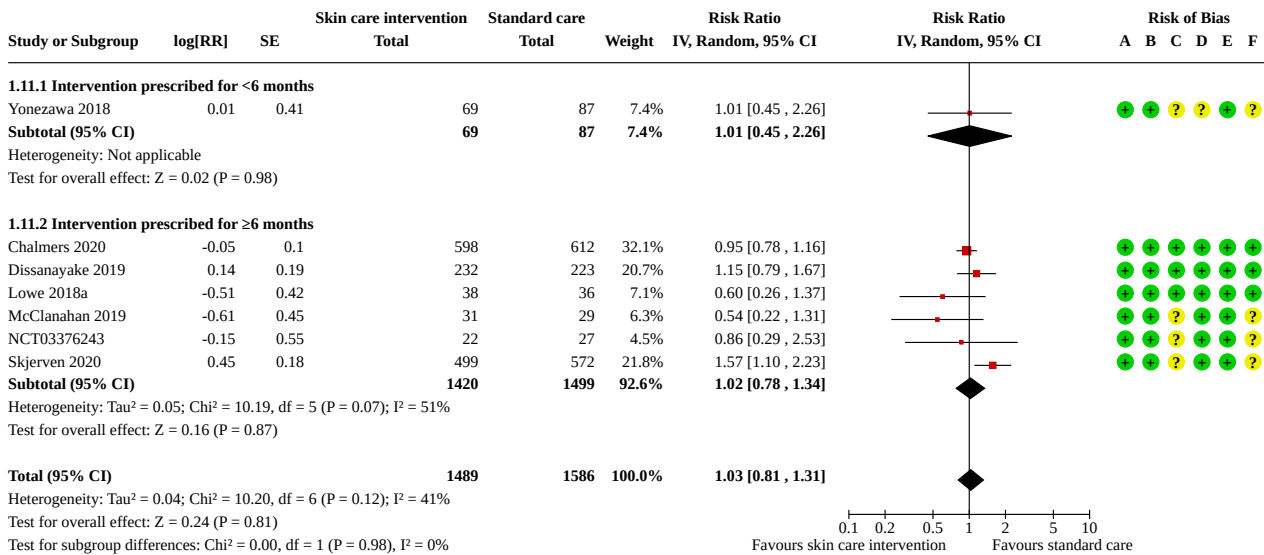 Skin care intervention Standard care Risk Ratio Risk Ratio Risk of Bias
Study or Subgroup log[RR] SE Total Total Weight IV, Random, 95% CI IV, Random, 95% CI A B C D E F
1.11.1 Intervention prescribed for <6 months
Yonezawa 2018 0.01 0.41 69 87 7.4% 1.01 [0.45 , 2.26] + + ? ? + ?
Subtotal (95% CI) 69 87 7.4% 1.01 [0.45 , 2.26]
Heterogeneity: Not applicable
Test for overall effect: Z = 0.02 (P = 0.98)
1.11.2 Intervention prescribed for ≥6 months
Chalmers 2020 -0.05 0.1 598 612 32.1% 0.95 [0.78 , 1.16] + + + + + +
Dissanayake 2019 0.14 0.19 232 223 20.7% 1.15 [0.79 , 1.67] + + + + + +
Lowe 2018a -0.51 0.42 38 36 7.1% 0.60 [0.26 , 1.37] + + + + + +
McClanahan 2019 -0.61 0.45 31 29 6.3% 0.54 [0.22 , 1.31] + + ? + + ?
NCT03376243 -0.15 0.55 22 27 4.5% 0.86 [0.29 , 2.53] + + ? + + ?
Skjerven 2020 0.45 0.18 499 572 21.8% 1.57 [1.10 , 2.23] + + ? + + ?
Subtotal (95% CI) 1420 1499 92.6% 1.02 [0.78 , 1.34]
Heterogeneity: Tau² = 0.05; Chi² = 10.19, df = 5 (P = 0.07); I² = 51%
Test for overall effect: Z = 0.16 (P = 0.87)
Total (95% CI) 1489 1586 100.0% 1.03 [0.81 , 1.31]
Heterogeneity: Tau² = 0.04; Chi² = 10.20, df = 6 (P = 0.12); I² = 41%
Test for overall effect: Z = 0.24 (P = 0.81)
Test for subgroup differences: Chi² = 0.00, df = 1 (P = 0.98), I² = 0%
0.1 0.2 0.5 1 2 5 10
Favours skin care intervention Favours standard care